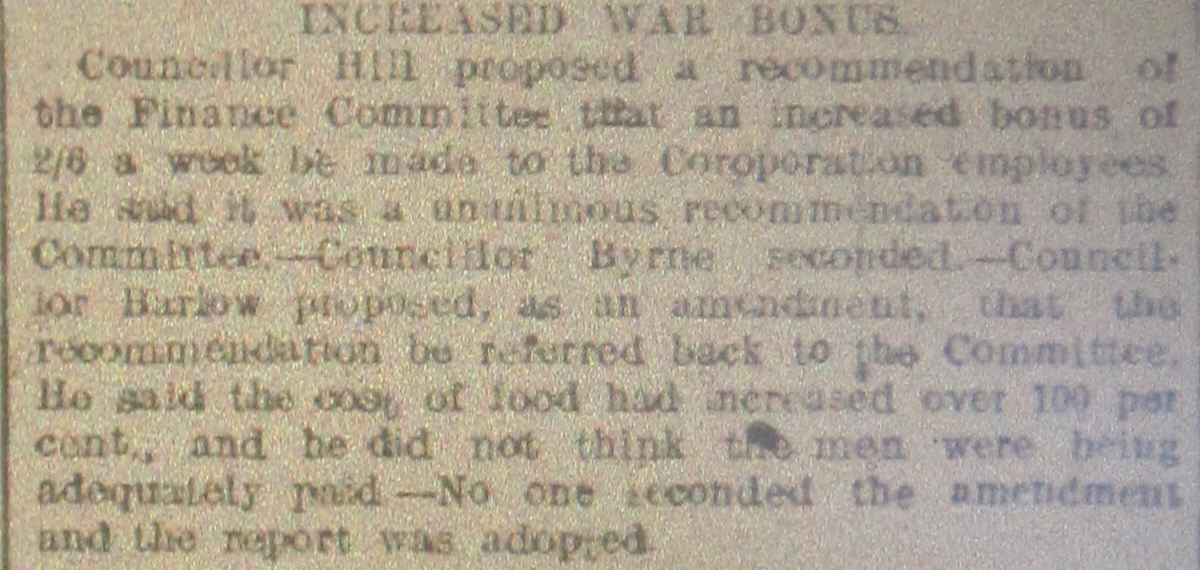 INCREASED WAR BONUS.
Councillor Hill proposed a recommendation of
the Finance Committee that an increased bonus of
2/6 a week be made to the Coroporation employees.
He said it was a unanimous recommendation of the
Committee.—Councillor Byrne seconded.—Council-
lor Barlow proposed, as an amendment, that the
recommendation be referred back to the Committee.
He said the cost of food had increased over 100 per
cent., and he did not think the men were being
adequately paid—No one seconded the amendment
and the report was adopted